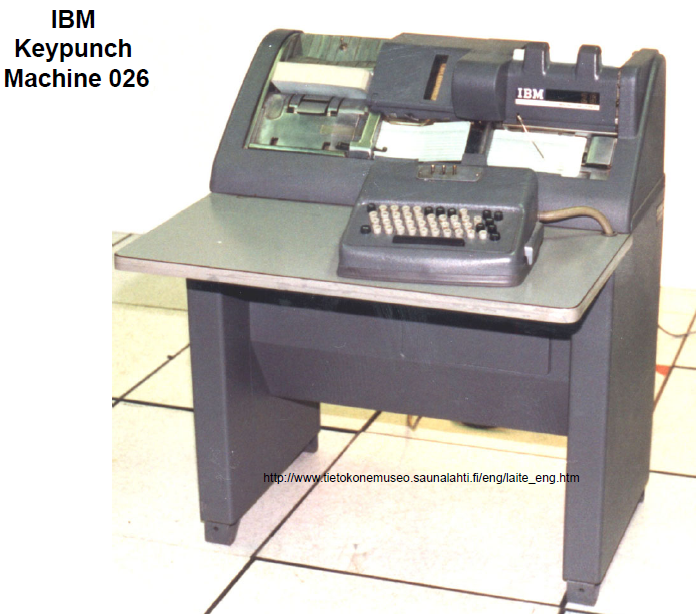 IBM
Keypunch
Machine 026
IBM
http://www.tietokonemuseo.saunalahti.fi/eng/laite_eng.htm